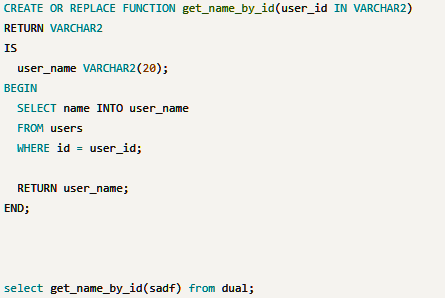 CREATE OR REPLACE FUNCTION get_name_by_id(user_id IN VARCHAR2)
RETURN VARCHAR2
IS
  user_name VARCHAR2(20);
BEGIN
  SELECT name INTO user_name
  FROM users
  WHERE id = user_id;

  RETURN user_name;
END;

select get_name_by_id(sadf) from dual;